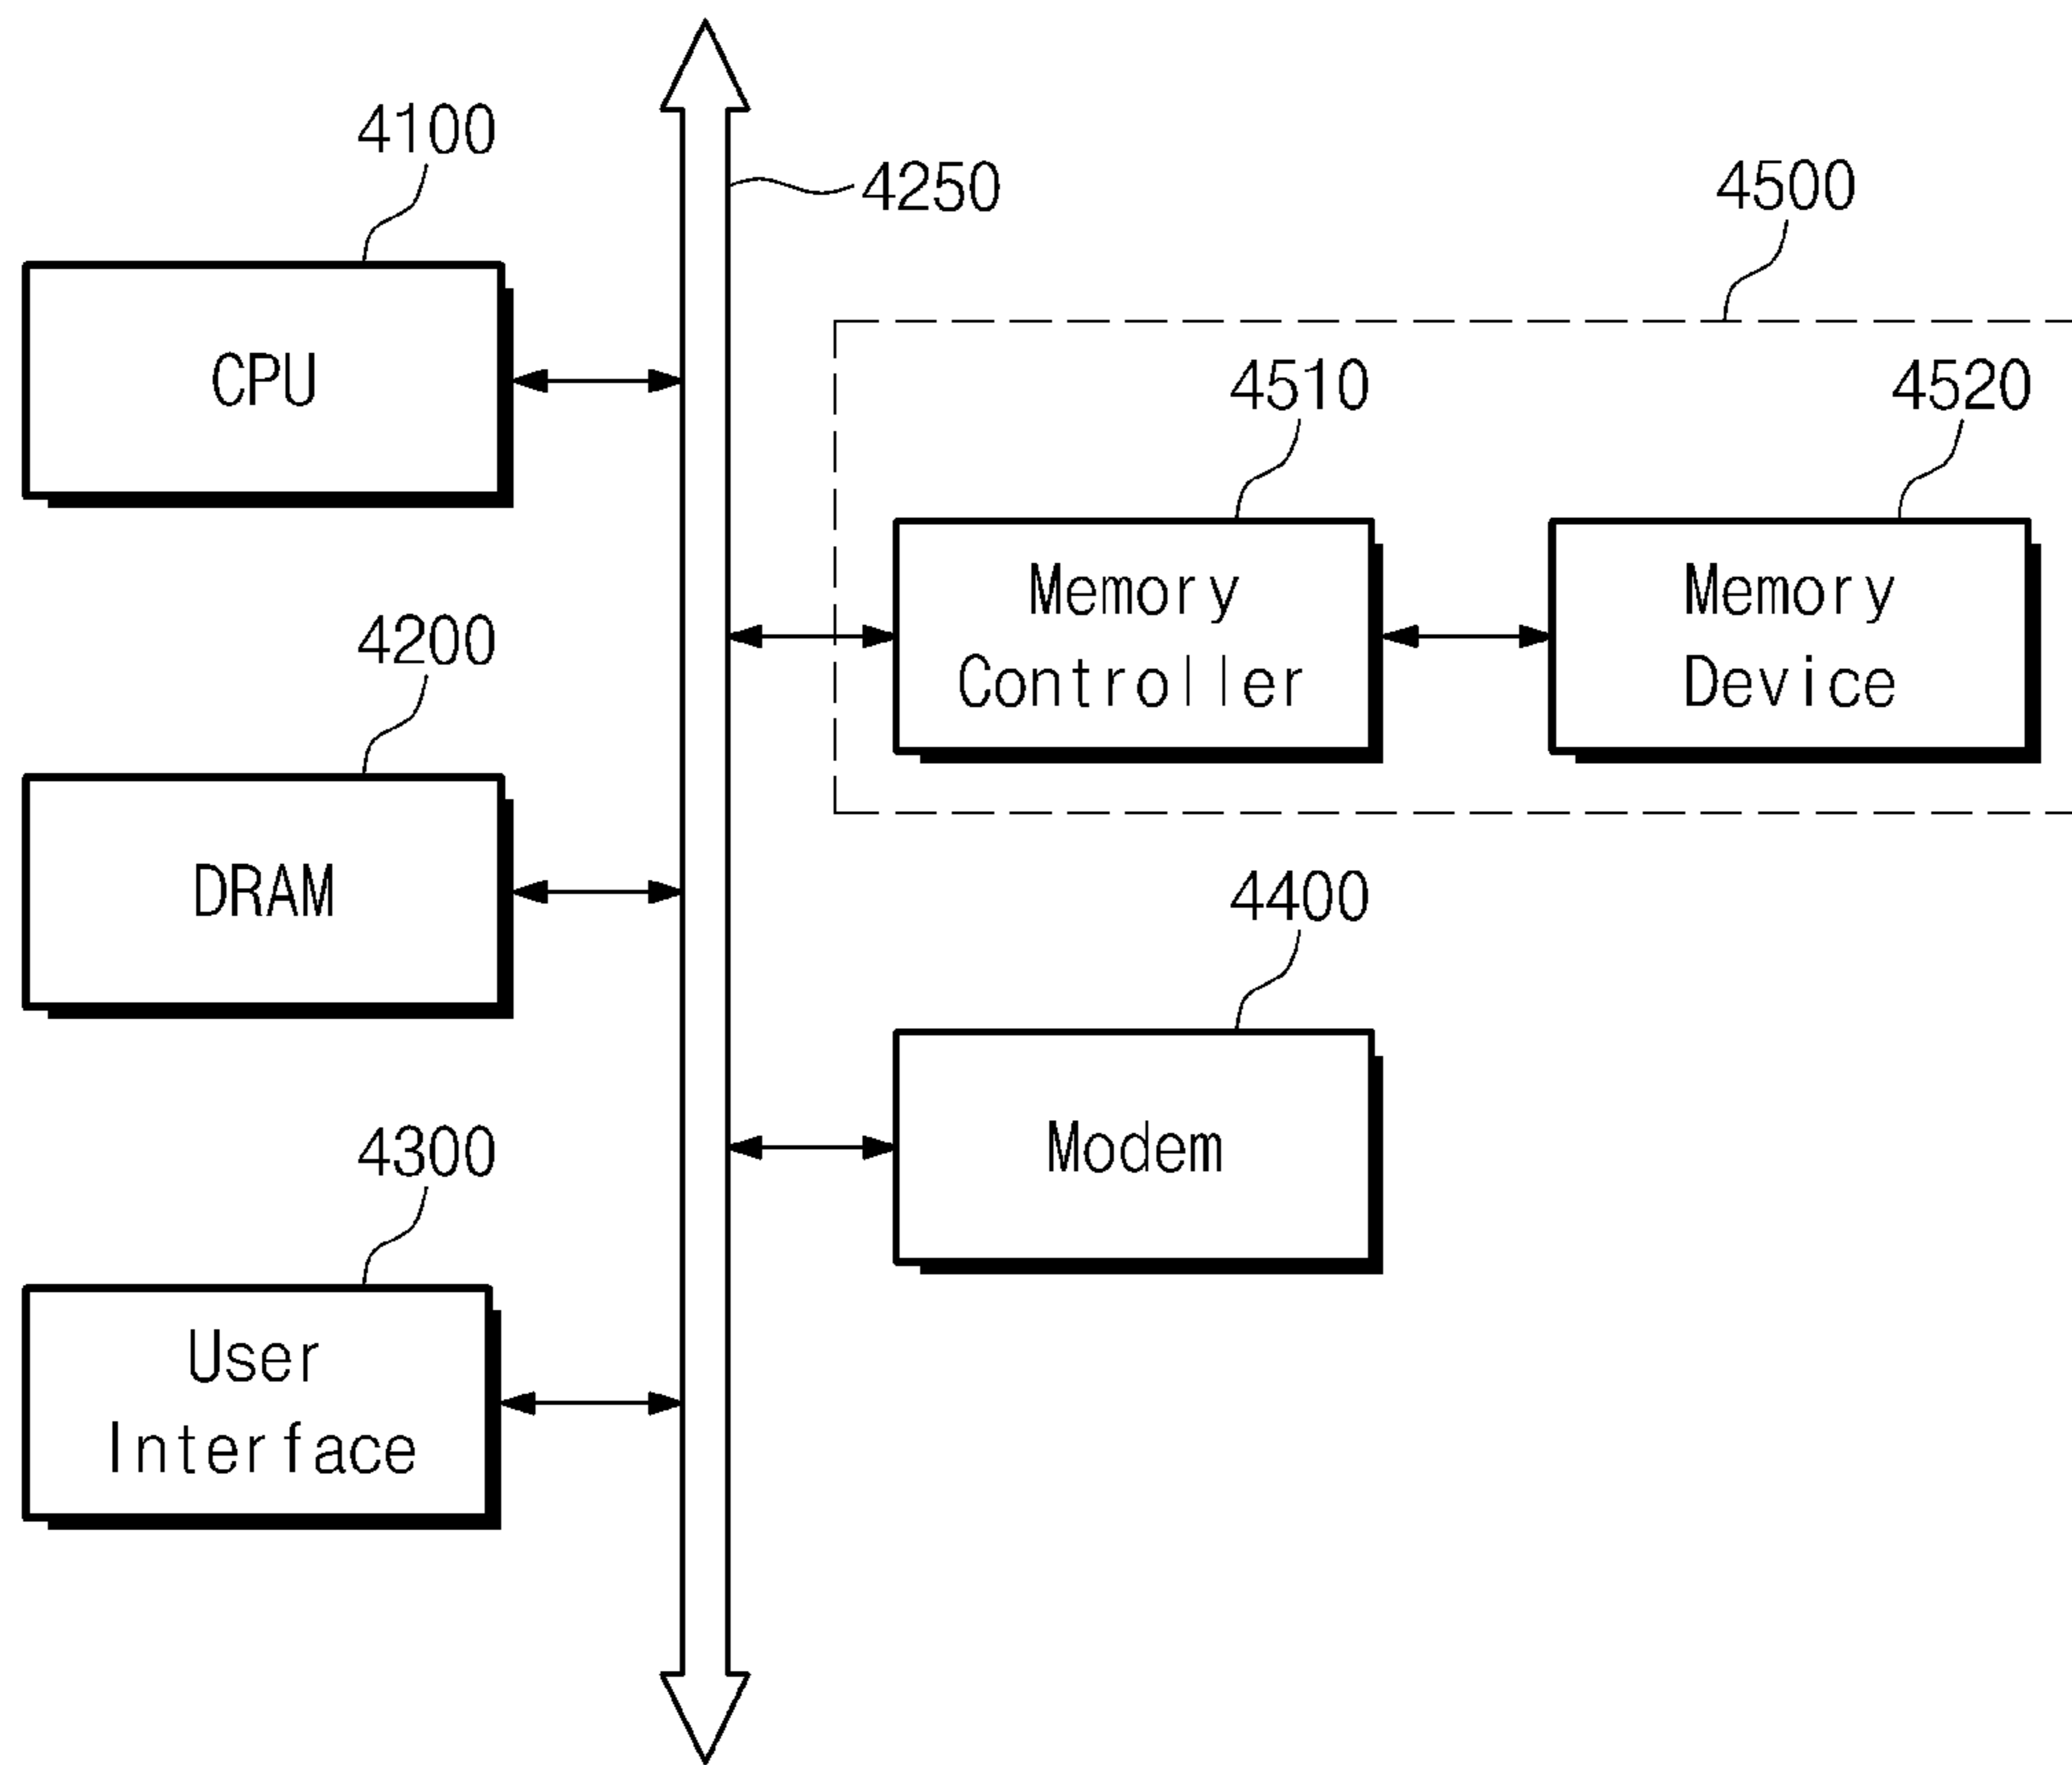 4100
4250
4500
CPU
4510
4520
Memory
Controller
Memory
Device
4200
DRAM
4400
Modem
4300
User
Interface